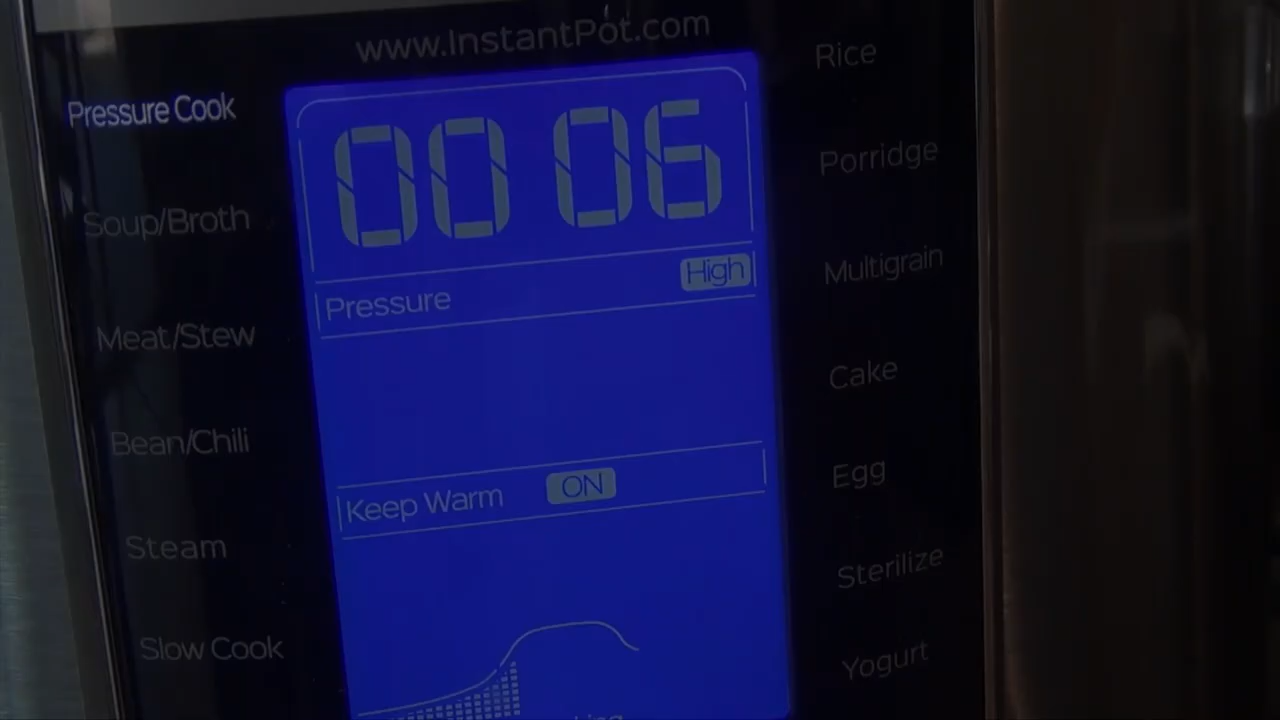 www.InstantPot.com
Pressure Cook
Soup/Broth
Meat/Stew
Bean/Chili
Steam
Slow Cook
00 06
Pressure High
Keep Warm ON
Rice
Porridge
Multigrain
Cake
Egg
Sterilize
Yogurt